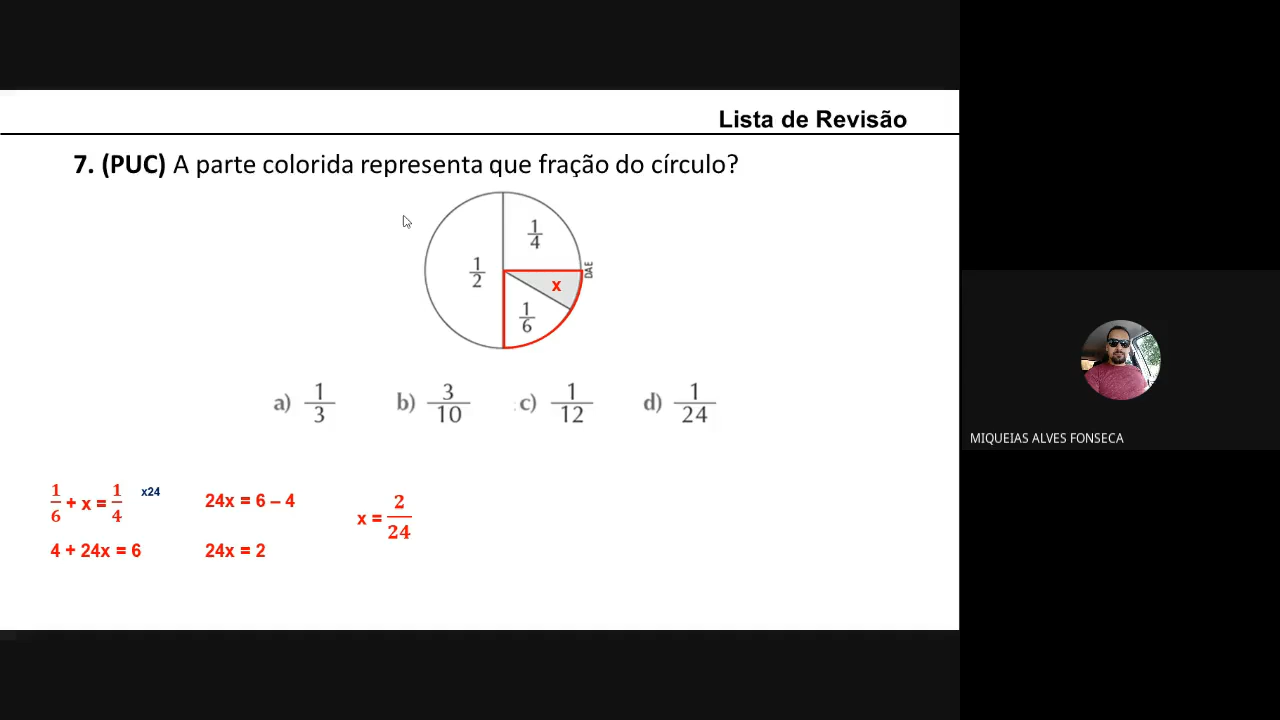 Lista de Revisão
7. (PUC) A parte colorida representa que fração do círculo?
1/2
1/4
DAE
x
1/6
a) 1/3 b) 3/10 c) 1/12 d) 1/24
1/6 + x = 1/4 x24
4 + 24x = 6
24x = 6 – 4
24x = 2
x = 2/24
MIQUEIAS ALVES FONSECA